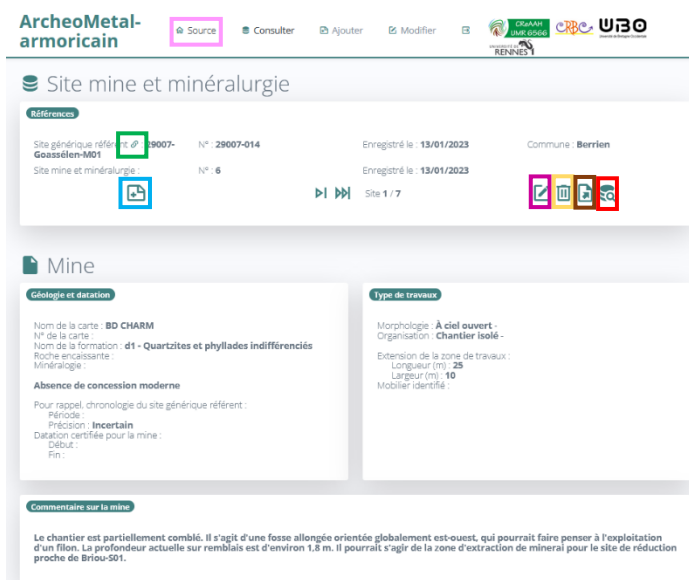 ArcheoMetal-armoricain
Source Consulter Ajouter Modifier
CReAAH UMR 6566 CRBC UBO
UNIVERSITÉ DE RENNES 1
Site mine et minéralurgie
Références
Site générique référent : 29007-Goassélen-M01 N° : 29007-014 Enregistré le : 13/01/2023 Commune : Berrien
Site mine et minéralurgie : N° : 6 Enregistré le : 13/01/2023
Site 1 / 7
Mine
Géologie et datation
Nom de la carte : BD CHARM
N° de la carte :
Nom de la formation : d1 - Quartzites et phyllades indifférenciés
Roche encaissante :
Minéralogie :
Absence de concession moderne
Pour rappel, chronologie du site générique référent :
Période :
Précision : Incertain
Datation certifiée pour la mine :
Début :
Fin :
Type de travaux
Morphologie : À ciel ouvert -
Organisation : Chantier isolé -
Extension de la zone de travaux :
Longueur (m) : 25
Largeur (m) : 10
Mobilier identifié :
Commentaire sur la mine
Le chantier est partiellement comblé. Il s'agit d'une fosse allongée orientée globalement est-ouest, qui pourrait faire penser à l'exploitation
d'un filon. La profondeur actuelle sur remblais est d'environ 1,8 m. Il pourrait s'agir de la zone d'extraction de minerai pour le site de réduction
proche de Briou-S01.